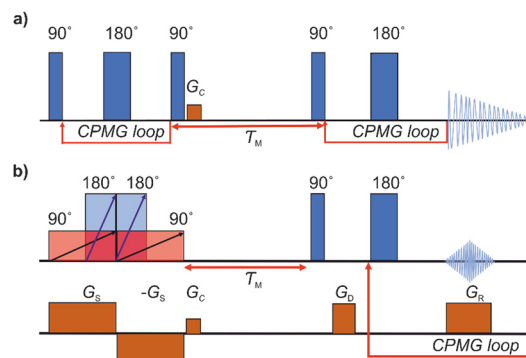 a)
90° 180° 90° 90° 180°
G_C
CPMG loop T_M CPMG loop
b)
180° 180° 90° 180°
90° 90°
T_M
G_S -G_S G_C G_D G_R
CPMG loop